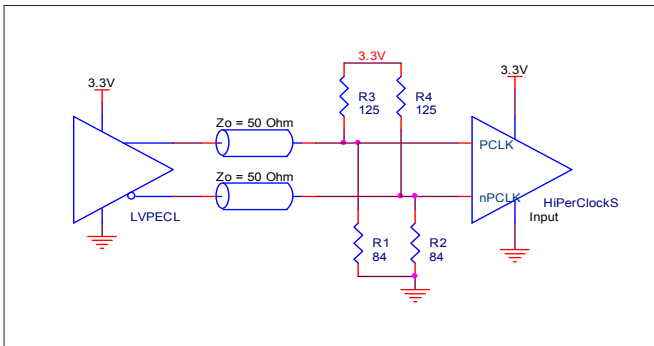 3.3V
3.3V
3.3V
R3
125
R4
125
Zo = 50 Ohm
PCLK
Zo = 50 Ohm
nPCLK
HiPerClockS
Input
LVPECL
R1
84
R2
84